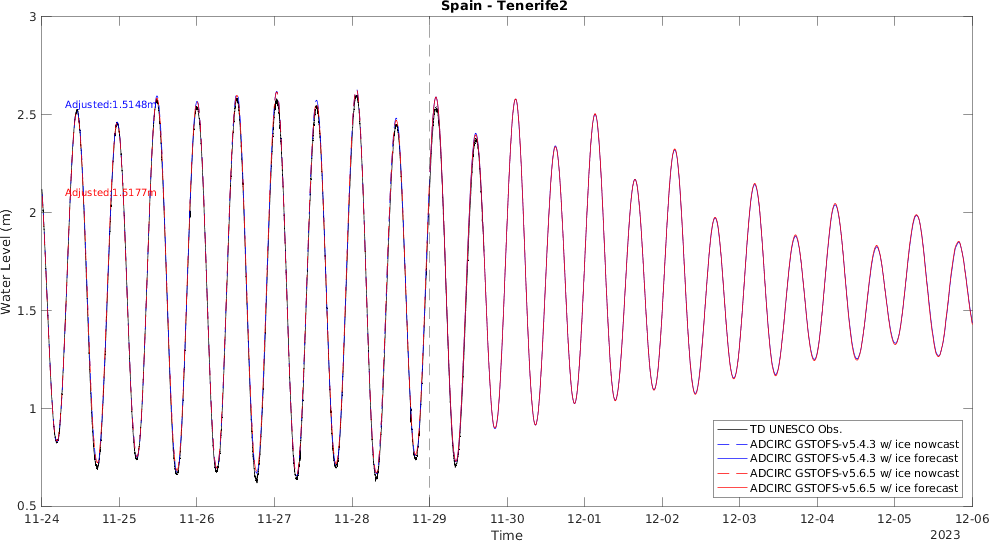 Spain - Tenerife2
3
2.5
2
1.5
1
0.5
Water Level (m)
Adjusted:1.5148m
Adjusted:1.5177m
11-24
11-25
11-26
11-27
11-28
11-29
11-30
12-01
12-02
12-03
12-04
12-05
12-06
Time
2023
TD UNESCO Obs.
ADCIRC GSTOFS-v5.4.3 w/ ice nowcast
ADCIRC GSTOFS-v5.4.3 w/ ice forecast
ADCIRC GSTOFS-v5.6.5 w/ ice nowcast
ADCIRC GSTOFS-v5.6.5 w/ ice forecast